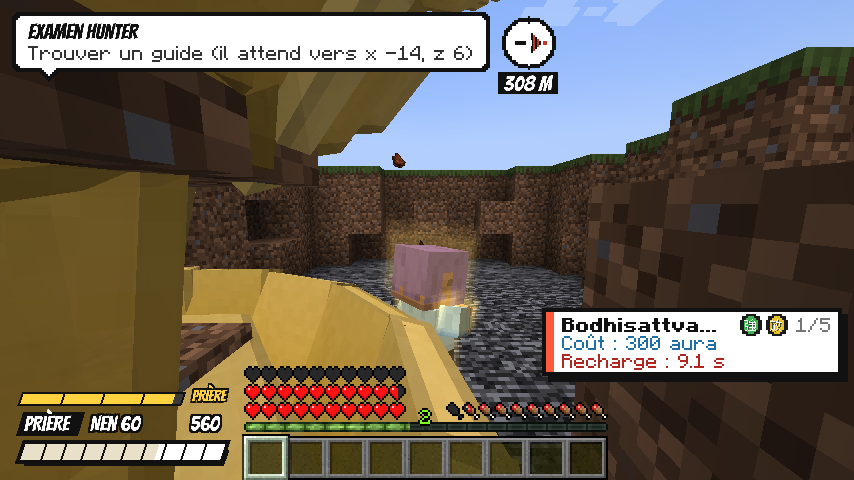 EXAMEN HUNTER
Trouver un guide (il attend vers x -14, z 6)
308 M
Bodhisattva... 1/5
Coût : 300 aura
Recharge : 9.1 s
PRIÈRE
PRIÈRE NEN 60 560
8